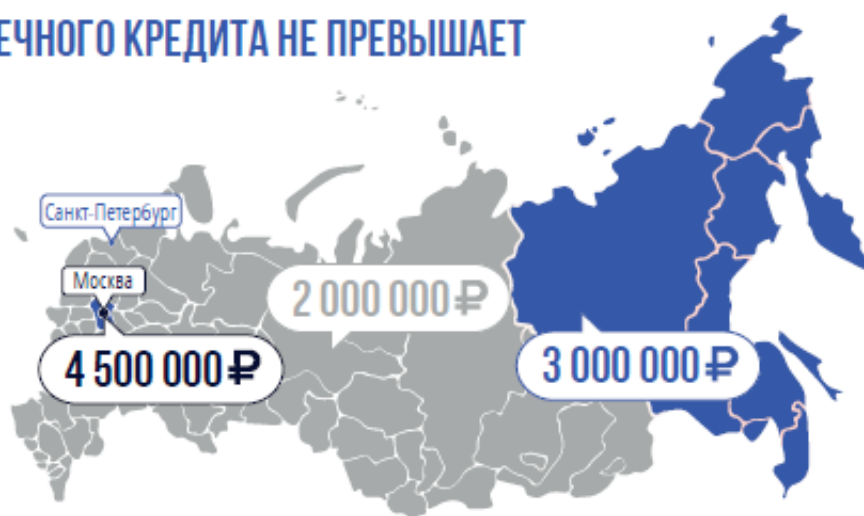 ЕЧНОГО КРЕДИТА НЕ ПРЕВЫШАЕТ
Санкт-Петербург
Москва
2 000 000 ₽
4 500 000 ₽
3 000 000 ₽